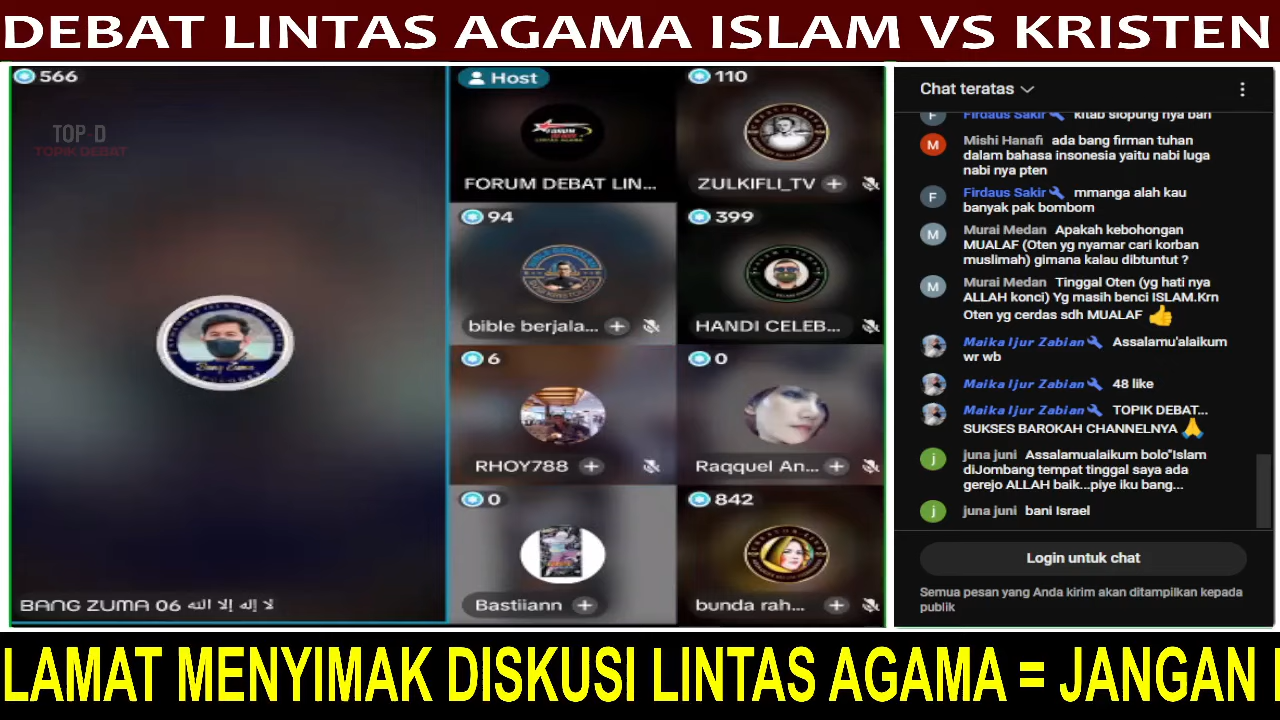 DEBAT LINTAS AGAMA ISLAM VS KRISTEN
566
TOP D
TOPIK DEBAT
Bang Zuma
BANG ZUMA 06 لا إله إلا الله
Host
FORUM DEBAT LIN...
110
ZULKIFLI_TV
94
bible berjala...
399
HANDI CELEB...
6
RHOY788
0
Raqquel An...
0
Bastiiann
842
bunda rah...
Chat teratas
Firdaus Sakir kitab siopung nya ban
Mishi Hanafi ada bang firman tuhan
dalam bahasa insonesia yaitu nabi luga
nabi nya pten
Firdaus Sakir mmanga alah kau
banyak pak bombom
Murai Medan Apakah kebohongan
MUALAF (Oten yg nyamar cari korban
muslimah) gimana kalau dibtuntut ?
Murai Medan Tinggal Oten (yg hati nya
ALLAH konci) Yg masih benci ISLAM.Krn
Oten yg cerdas sdh MUALAF 👍
Maika Ijur Zabian Assalamu'alaikum
wr wb
Maika Ijur Zabian 48 like
Maika Ijur Zabian TOPIK DEBAT...
SUKSES BAROKAH CHANNELNYA 🙏
juna juni Assalamualaikum bolo"Islam
diJombang tempat tinggal saya ada
gerejo ALLAH baik...piye iku bang...
juna juni bani Israel
Login untuk chat
Semua pesan yang Anda kirim akan ditampilkan kepada
publik
LAMAT MENYIMAK DISKUSI LINTAS AGAMA = JANGAN